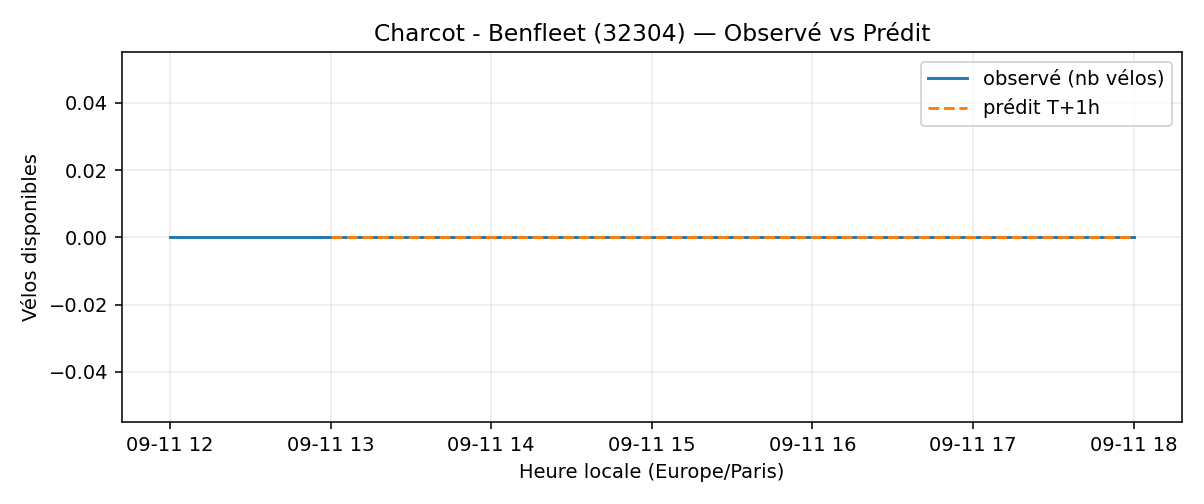 Charcot - Benfleet (32304) — Observé vs Prédit
observé (nb vélos)
prédit T+1h
Vélos disponibles
0.04
0.02
0.00
−0.02
−0.04
09-11 12
09-11 13
09-11 14
09-11 15
09-11 16
09-11 17
09-11 18
Heure locale (Europe/Paris)